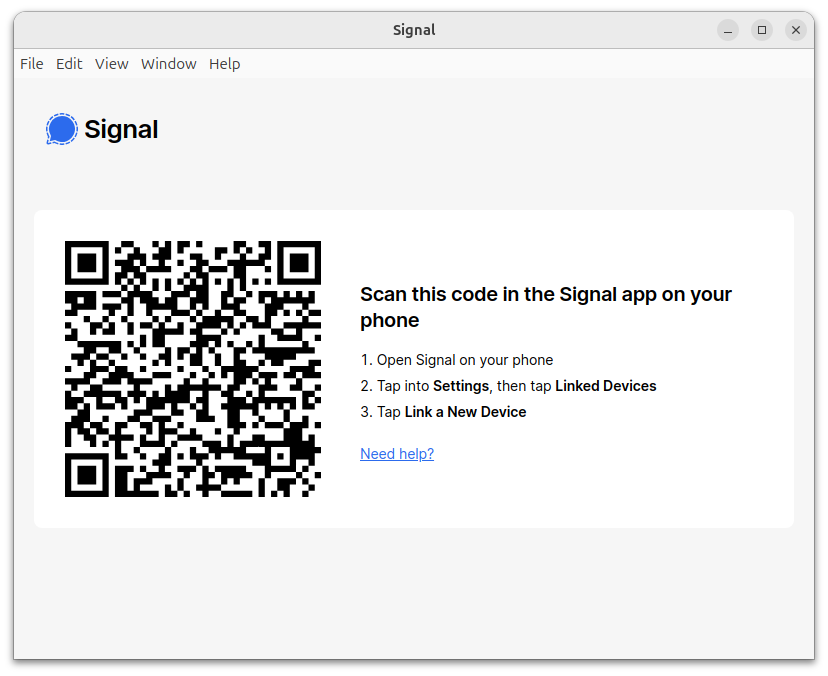 Signal
File Edit View Window Help
Signal
Scan this code in the Signal app on your
phone
1. Open Signal on your phone
2. Tap into Settings, then tap Linked Devices
3. Tap Link a New Device
Need help?